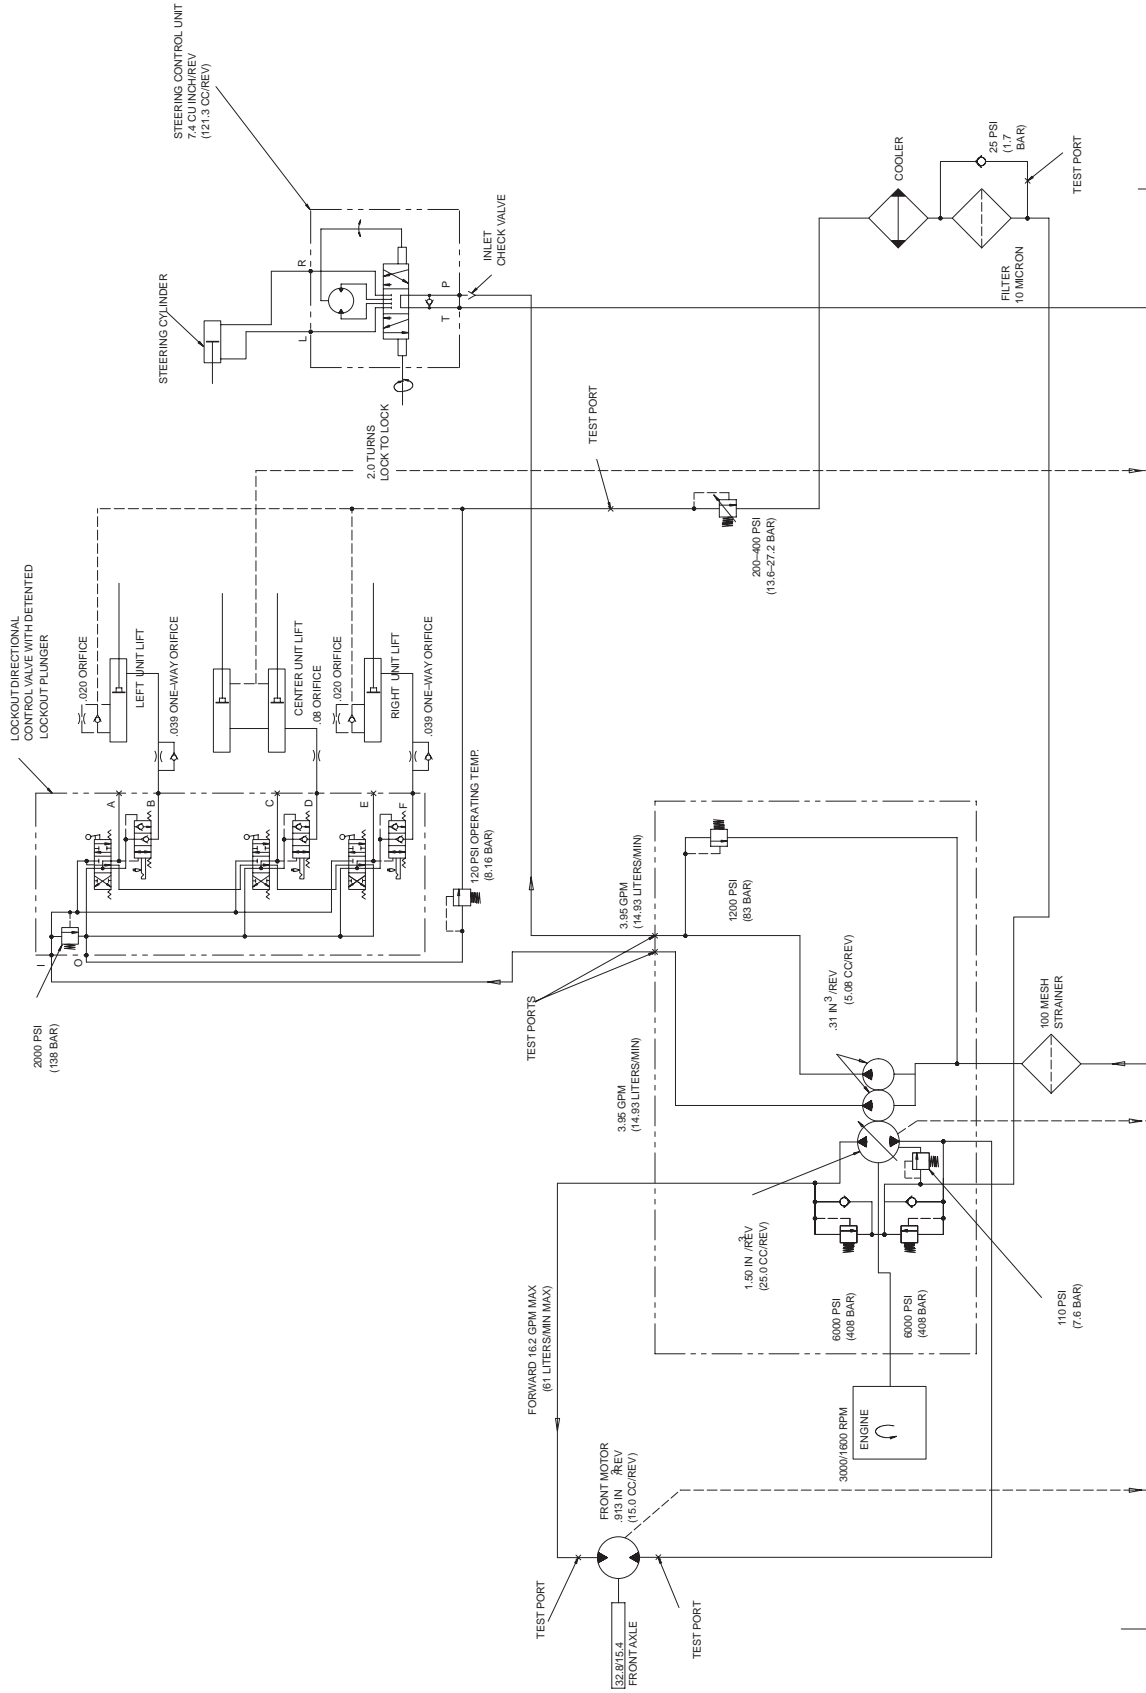 STEERING CONTROL UNIT
7.4 CU INCH/REV
(121.3 CC/REV)
STEERING CYLINDER
R
L
P
T
INLET
CHECK VALVE
2.0 TURNS
LOCK TO LOCK
COOLER
25 PSI
(1.7
BAR)
TEST PORT
FILTER
10 MICRON
TEST PORT
200–400 PSI
(13.6–27.2 BAR)
LOCKOUT DIRECTIONAL
CONTROL VALVE WITH DETENTED
LOCKOUT PLUNGER
.020 ORIFICE
LEFT UNIT LIFT
.039 ONE–WAY ORIFICE
CENTER UNIT LIFT
.08 ORIFICE
.020 ORIFICE
RIGHT UNIT LIFT
.039 ONE–WAY ORIFICE
A
B
C
D
E
F
I
O
2000 PSI
(138 BAR)
120 PSI OPERATING TEMP.
(8.16 BAR)
TEST PORTS
3.95 GPM
(14.93 LITERS/MIN)
1200 PSI
(83 BAR)
3.95 GPM
(14.93 LITERS/MIN)
.31 IN3/REV
(5.08 CC/REV)
100 MESH
STRAINER
1.50 IN3/REV
(25.0 CC/REV)
FORWARD 16.2 GPM MAX
(61 LITERS/MIN MAX)
6000 PSI
(408 BAR)
6000 PSI
(408 BAR)
110 PSI
(7.6 BAR)
3000/1600 RPM
ENGINE
FRONT MOTOR
.913 IN3/REV
(15.0 CC/REV)
TEST PORT
TEST PORT
32.8/15.4
FRONT AXLE